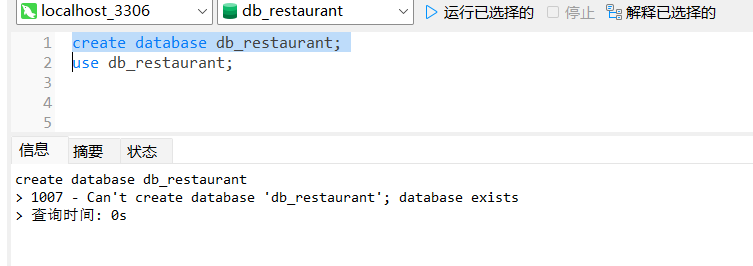 localhost_3306 db_restaurant 运行已选择的 停止 解释已选择的
1 create database db_restaurant;
2 use db_restaurant;
3
4
5
信息 摘要 状态
create database db_restaurant
> 1007 - Can't create database 'db_restaurant'; database exists
> 查询时间: 0s